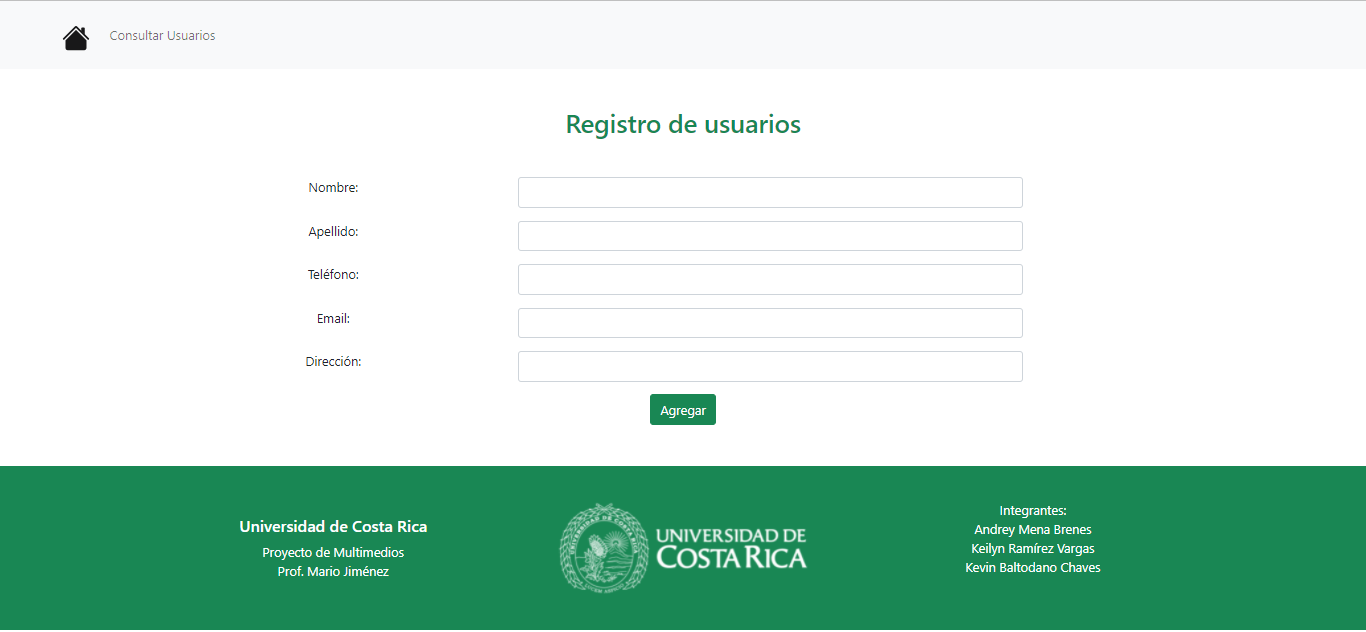 Consultar Usuarios
Registro de usuarios
Nombre:
Apellido:
Teléfono:
Email:
Dirección:
Agregar
Universidad de Costa Rica
Proyecto de Multimedios
Prof. Mario Jiménez
UNIVERSIDAD DE
COSTA RICA
Integrantes:
Andrey Mena Brenes
Keilyn Ramírez Vargas
Kevin Baltodano Chaves